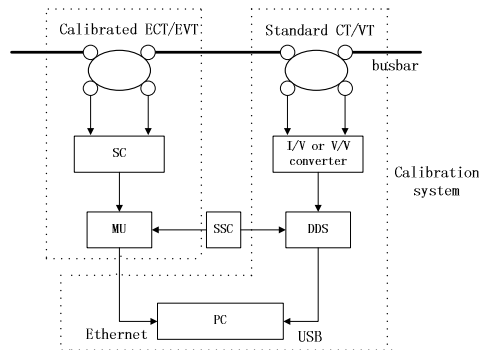 Calibrated ECT/EVT
Standard CT/VT
busbar
SC
I/V or V/V
converter
Calibration
system
MU
SSC
DDS
PC
Ethernet
USB